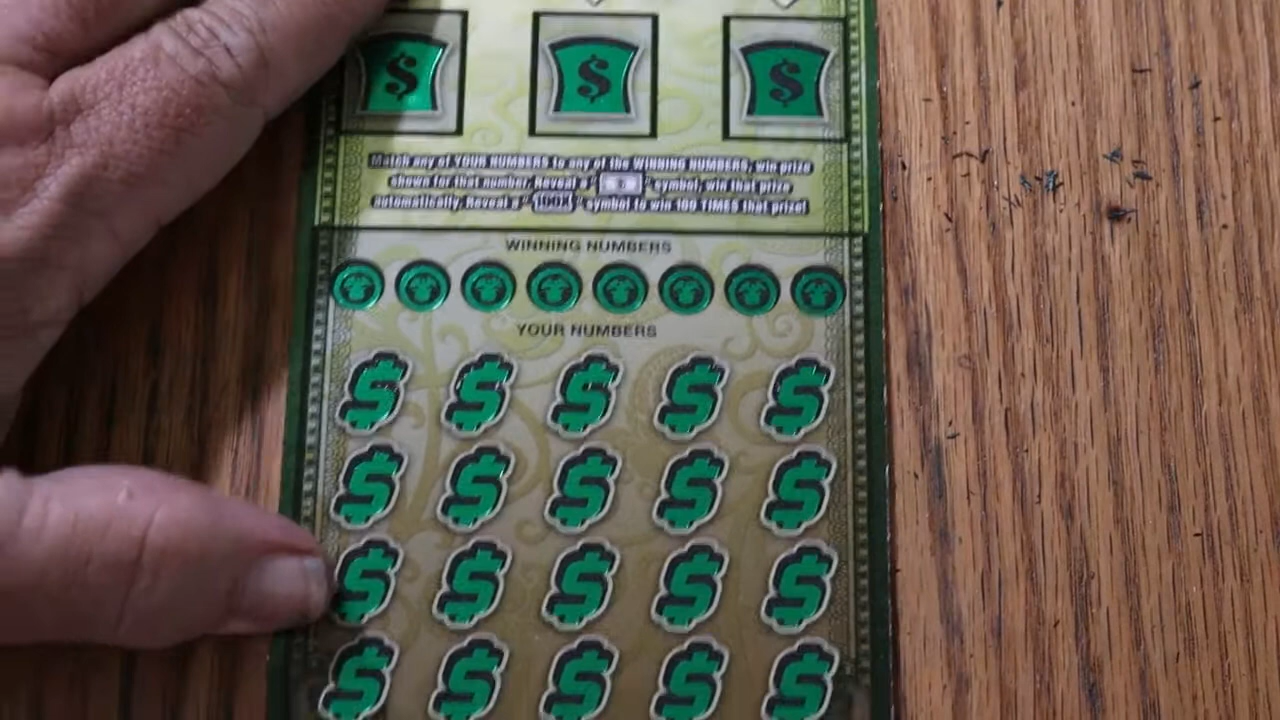 $ $ $
Match any of YOUR NUMBERS to any of the WINNING NUMBERS, win prize
shown for that number. Reveal a " " symbol, win that prize
automatically. Reveal a "100X" symbol to win 100 TIMES that prize!
WINNING NUMBERS
YOUR NUMBERS
$ $ $ $ $
$ $ $ $ $
$ $ $ $ $
$ $ $ $ $